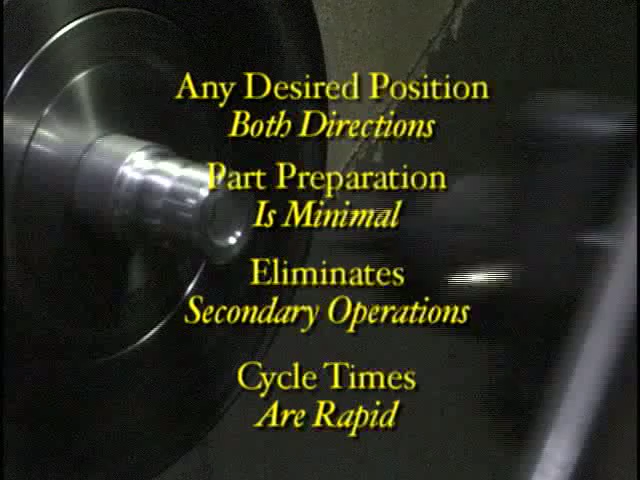 Any Desired Position
Both Directions
Part Preparation
Is Minimal
Eliminates
Secondary Operations
Cycle Times
Are Rapid